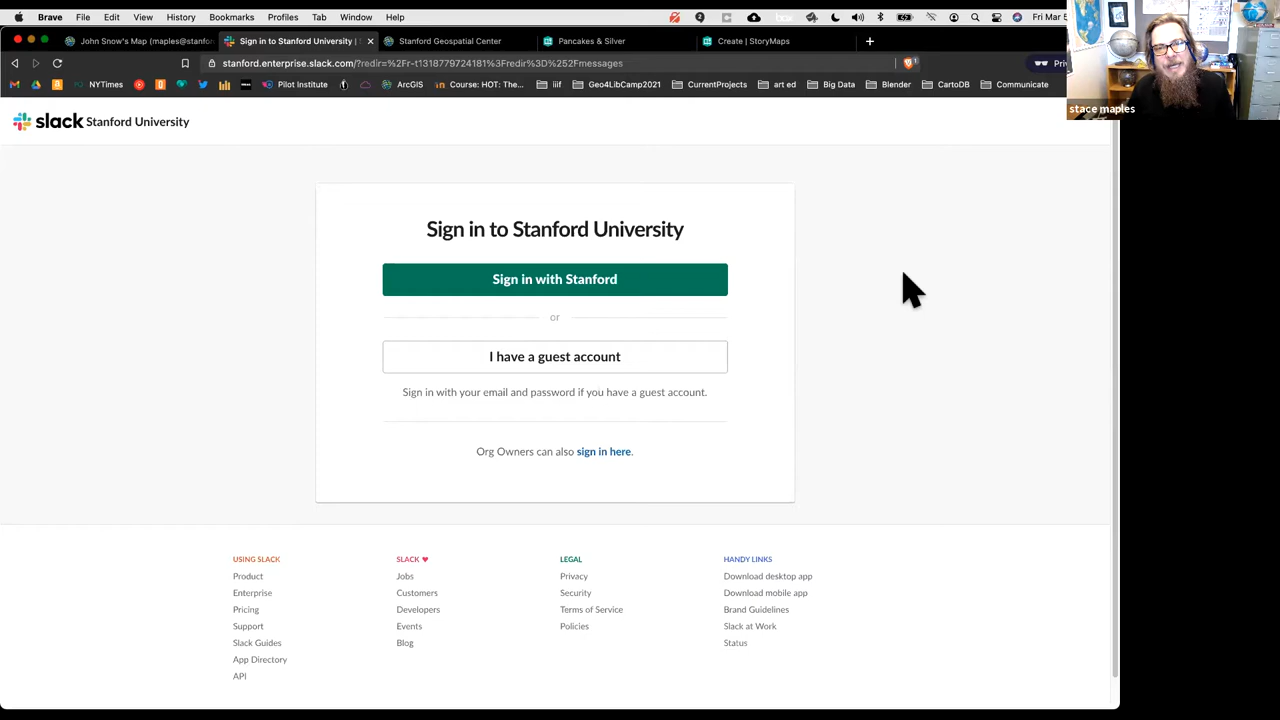 Brave File Edit View History Bookmarks Profiles Tab Window Help Fri Mar 5
John Snow's Map (maples@stanfor Sign in to Stanford University | Stanford Geospatial Center Pancakes & Silver Create | StoryMaps
stanford.enterprise.slack.com/?redir=%2Fr-t1318779724181%3Fredir%3D%252Fmessages
NYTimes Pilot Institute ArcGIS Course: HOT: The... iiif Geo4LibCamp2021 CurrentProjects art ed Big Data Blender CartoDB Communicate
stace maples
slack Stanford University
Sign in to Stanford University
Sign in with Stanford
or
I have a guest account
Sign in with your email and password if you have a guest account.
Org Owners can also sign in here.
USING SLACK
Product
Enterprise
Pricing
Support
Slack Guides
App Directory
API
SLACK
Jobs
Customers
Developers
Events
Blog
LEGAL
Privacy
Security
Terms of Service
Policies
HANDY LINKS
Download desktop app
Download mobile app
Brand Guidelines
Slack at Work
Status